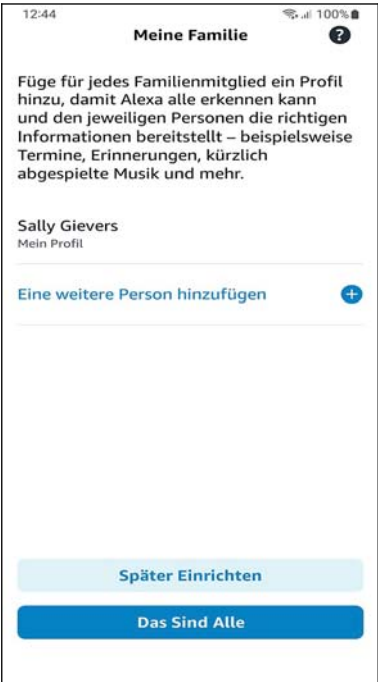 12:44
100%
Meine Familie
?
Füge für jedes Familienmitglied ein Profil
hinzu, damit Alexa alle erkennen kann
und den jeweiligen Personen die richtigen
Informationen bereitstellt – beispielsweise
Termine, Erinnerungen, kürzlich
abgespielte Musik und mehr.
Sally Gievers
Mein Profil
Eine weitere Person hinzufügen
Später Einrichten
Das Sind Alle